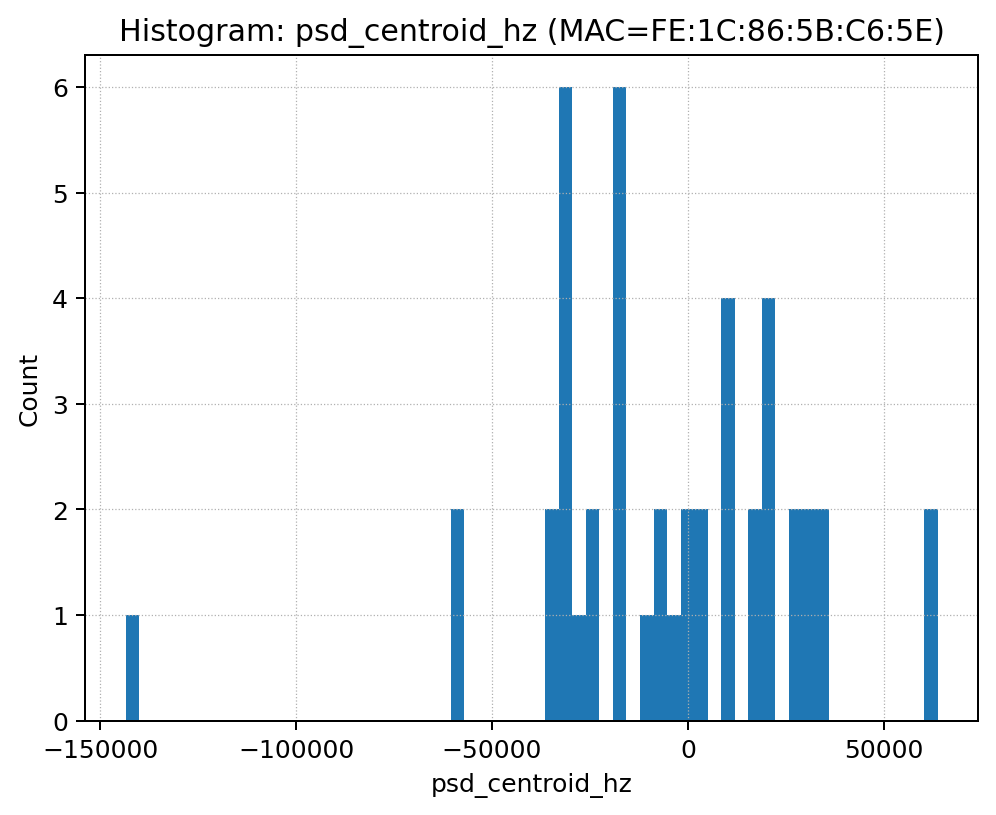 Histogram: psd_centroid_hz (MAC=FE:1C:86:5B:C6:5E)
6
5
4
3
2
1
0
Count
−150000 −100000 −50000 0 50000
psd_centroid_hz